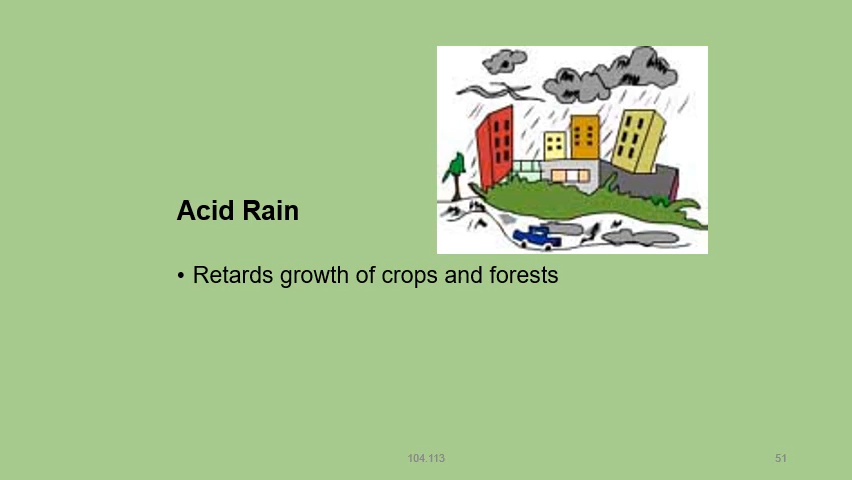 Acid Rain
• Retards growth of crops and forests
104.113
51